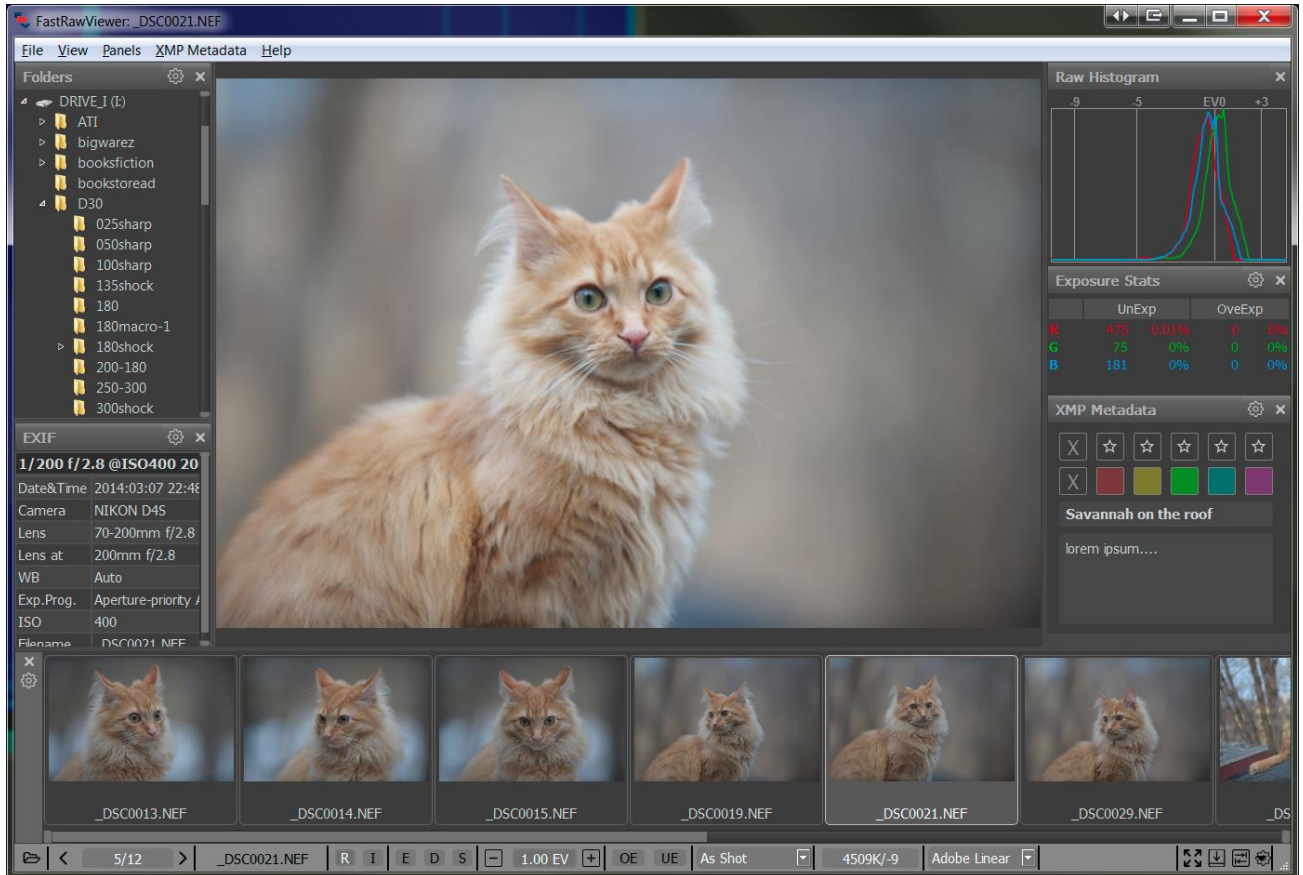 FastRawViewer: _DSC0021.NEF
File View Panels XMP Metadata Help
Folders
DRIVE_I (I:)
ATI
bigwarez
booksfiction
bookstoread
D30
025sharp
050sharp
100sharp
135shock
180
180macro-1
180shock
200-180
250-300
300shock
EXIF
1/200 f/2.8 @ISO400 20
Date&Time 2014:03:07 22:48
Camera NIKON D4S
Lens 70-200mm f/2.8
Lens at 200mm f/2.8
WB Auto
Exp.Prog. Aperture-priority A
ISO 400
Filename _DSC0021.NEF
Raw Histogram
-9 -5 EV0 +3
Exposure Stats
UnExp OveExp
R 475 0.01% 0 0%
G 75 0% 0 0%
B 181 0% 0 0%
XMP Metadata
X
X
Savannah on the roof
lorem ipsum....
_DSC0013.NEF _DSC0014.NEF _DSC0015.NEF _DSC0019.NEF _DSC0021.NEF _DSC0029.NEF _DS
5/12 _DSC0021.NEF R I E D S 1.00 EV OE UE As Shot 4509K/-9 Adobe Linear